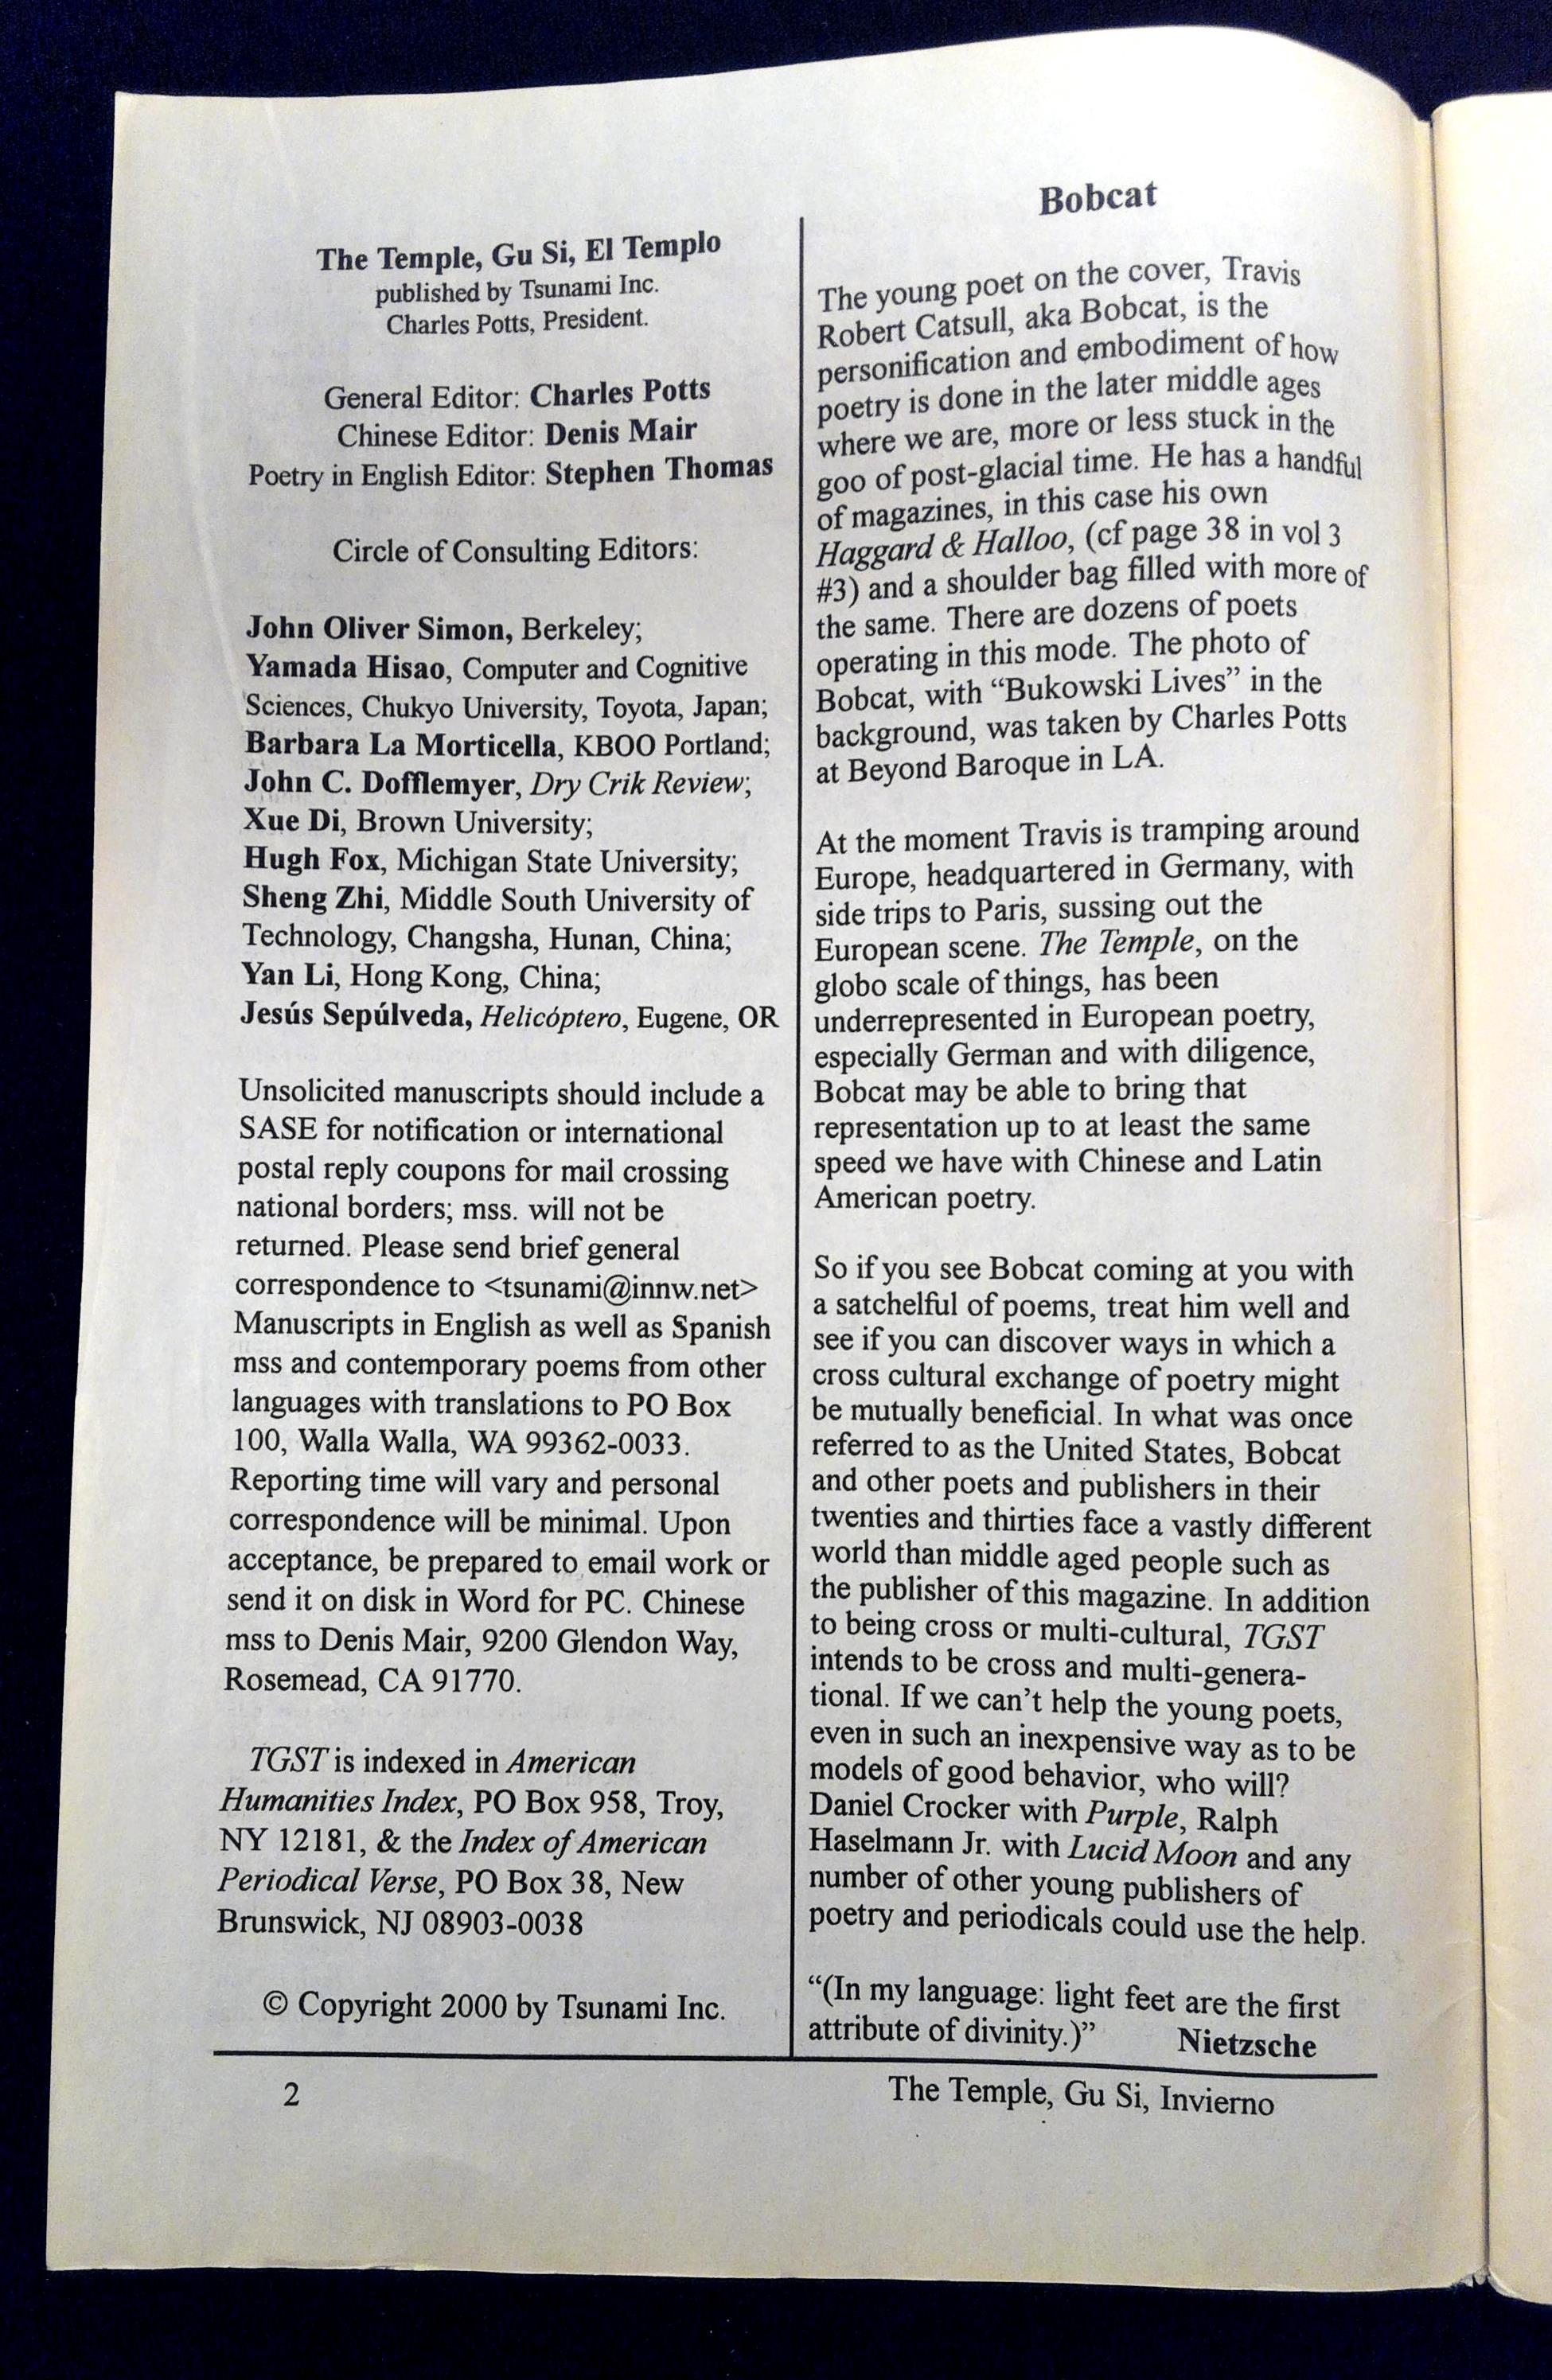 The Temple, Gu Si, El Templo
published by Tsunami Inc.
Charles Potts, President.
General Editor: Charles Potts
Chinese Editor: Denis Mair
Poetry in English Editor: Stephen Thomas
Circle of Consulting Editors:
John Oliver Simon, Berkeley;
Yamada Hisao, Computer and Cognitive
Sciences, Chukyo University, Toyota, Japan;
Barbara La Morticella, KBOO Portland;
John C. Dofflemyer, Dry Crik Review;
Xue Di, Brown University;
Hugh Fox, Michigan State University;
Sheng Zhi, Middle South University of
Technology, Changsha, Hunan, China;
Yan Li, Hong Kong, China;
Jesús Sepúlveda, Helicóptero, Eugene, OR
Unsolicited manuscripts should include a
SASE for notification or international
postal reply coupons for mail crossing
national borders; mss. will not be
returned. Please send brief general
correspondence to <tsunami@innw.net>
Manuscripts in English as well as Spanish
mss and contemporary poems from other
languages with translations to PO Box
100, Walla Walla, WA 99362-0033.
Reporting time will vary and personal
correspondence will be minimal. Upon
acceptance, be prepared to email work or
send it on disk in Word for PC. Chinese
mss to Denis Mair, 9200 Glendon Way,
Rosemead, CA 91770.
TGST is indexed in American
Humanities Index, PO Box 958, Troy,
NY 12181, & the Index of American
Periodical Verse, PO Box 38, New
Brunswick, NJ 08903-0038
© Copyright 2000 by Tsunami Inc.
Bobcat
The young poet on the cover, Travis
Robert Catsull, aka Bobcat, is the
personification and embodiment of how
poetry is done in the later middle ages
where we are, more or less stuck in the
goo of post-glacial time. He has a handful
of magazines, in this case his own
Haggard & Halloo, (cf page 38 in vol 3
#3) and a shoulder bag filled with more of
the same. There are dozens of poets
operating in this mode. The photo of
Bobcat, with “Bukowski Lives” in the
background, was taken by Charles Potts
at Beyond Baroque in LA.
At the moment Travis is tramping around
Europe, headquartered in Germany, with
side trips to Paris, sussing out the
European scene. The Temple, on the
globo scale of things, has been
underrepresented in European poetry,
especially German and with diligence,
Bobcat may be able to bring that
representation up to at least the same
speed we have with Chinese and Latin
American poetry.
So if you see Bobcat coming at you with
a satchelful of poems, treat him well and
see if you can discover ways in which a
cross cultural exchange of poetry might
be mutually beneficial. In what was once
referred to as the United States, Bobcat
and other poets and publishers in their
twenties and thirties face a vastly different
world than middle aged people such as
the publisher of this magazine. In addition
to being cross or multi-cultural, TGST
intends to be cross and multi-genera-
tional. If we can’t help the young poets,
even in such an inexpensive way as to be
models of good behavior, who will?
Daniel Crocker with Purple, Ralph
Haselmann Jr. with Lucid Moon and any
number of other young publishers of
poetry and periodicals could use the help.
“(In my language: light feet are the first
attribute of divinity.)” Nietzsche
2
The Temple, Gu Si, Invierno